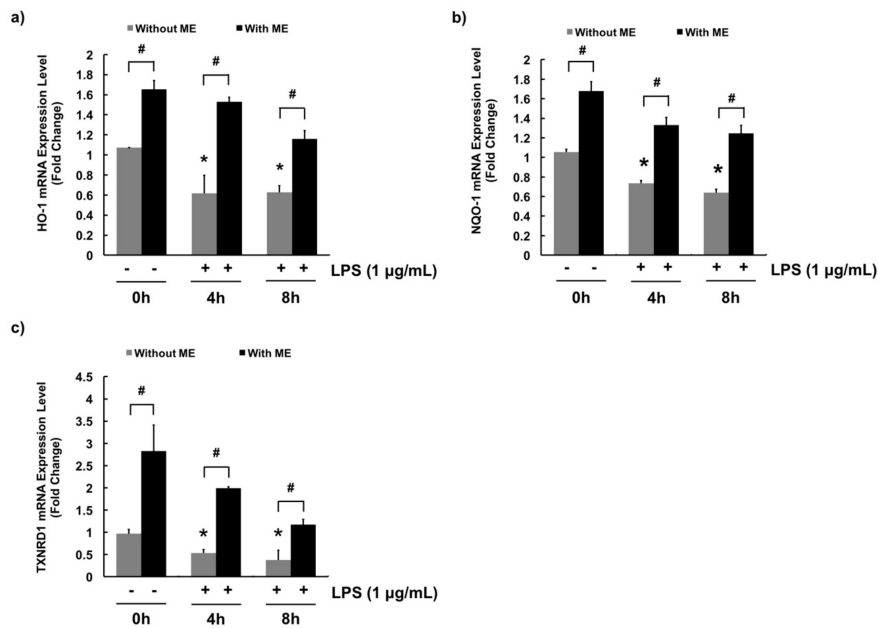 a)
Without ME
With ME
HO-1 mRNA Expression Level
(Fold Change)
2
1.8
1.6
1.4
1.2
1
0.8
0.6
0.4
0.2
0
#
#
#
*
*
- - + + + + LPS (1 µg/mL)
0h 4h 8h
b)
Without ME
With ME
NQO-1 mRNA Expression Level
(Fold Change)
2
1.8
1.6
1.4
1.2
1
0.8
0.6
0.4
0.2
0
#
#
#
*
*
- - + + + + LPS (1 µg/mL)
0h 4h 8h
c)
Without ME
With ME
TXNRD1 mRNA Expression Level
(Fold Change)
4.5
4
3.5
3
2.5
2
1.5
1
0.5
0
#
#
#
*
*
- - + + + + LPS (1 µg/mL)
0h 4h 8h